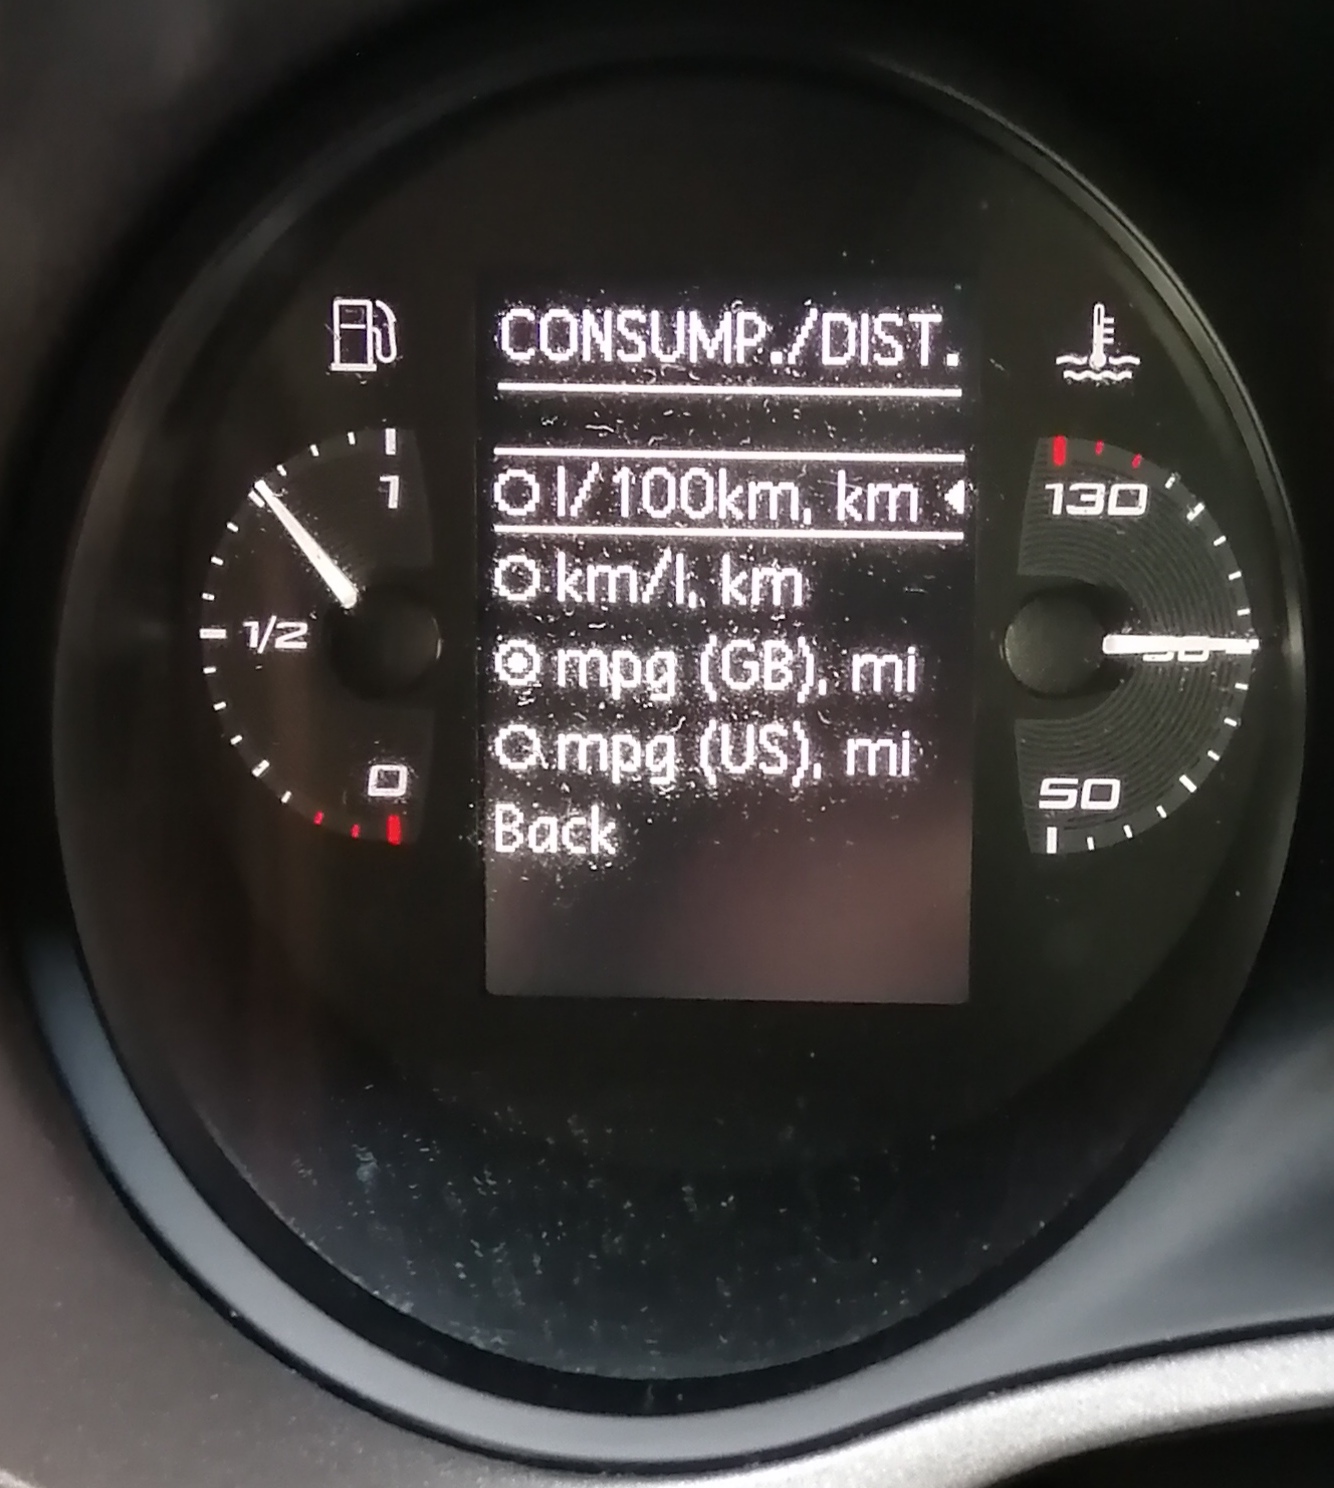 CONSUMP./DIST.
l/100km, km
km/l, km
mpg (GB), mi
mpg (US), mi
Back
1
1/2
0
130
50